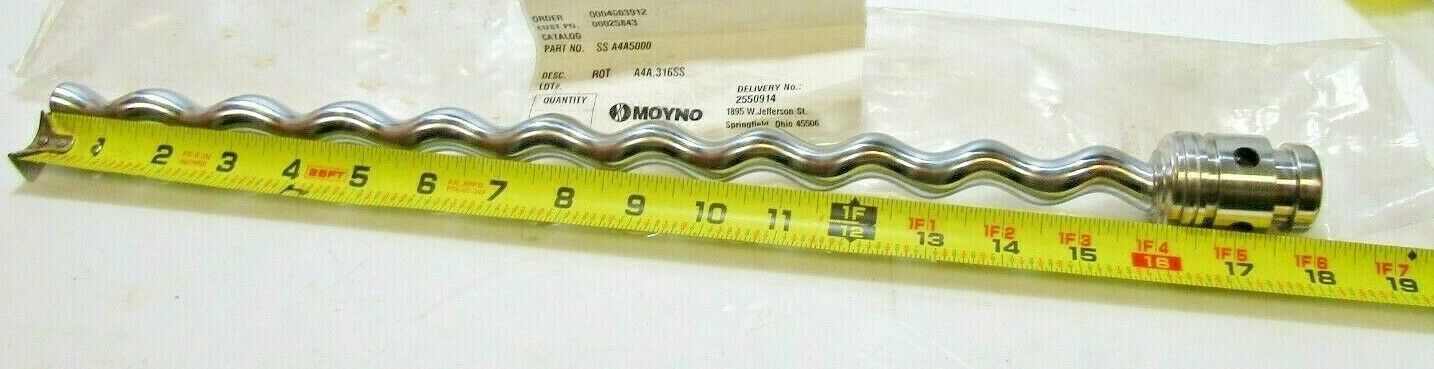 ORDER 0004063912
CUST PO. 00025843
CATALOG
PART NO. SS A4A5000
DESC. ROT A4A.316SS
LOT#.
QUANTITY
DELIVERY No.:
2550914
MOYNO
1895 W.Jefferson St.
Springfield, Ohio 45506
2 3 4 25FT 5 6 7 8 9 10 11 1F 12 1F1 13 1F2 14 1F3 15 1F4 16 1F5 17 1F6 18 1F7 19